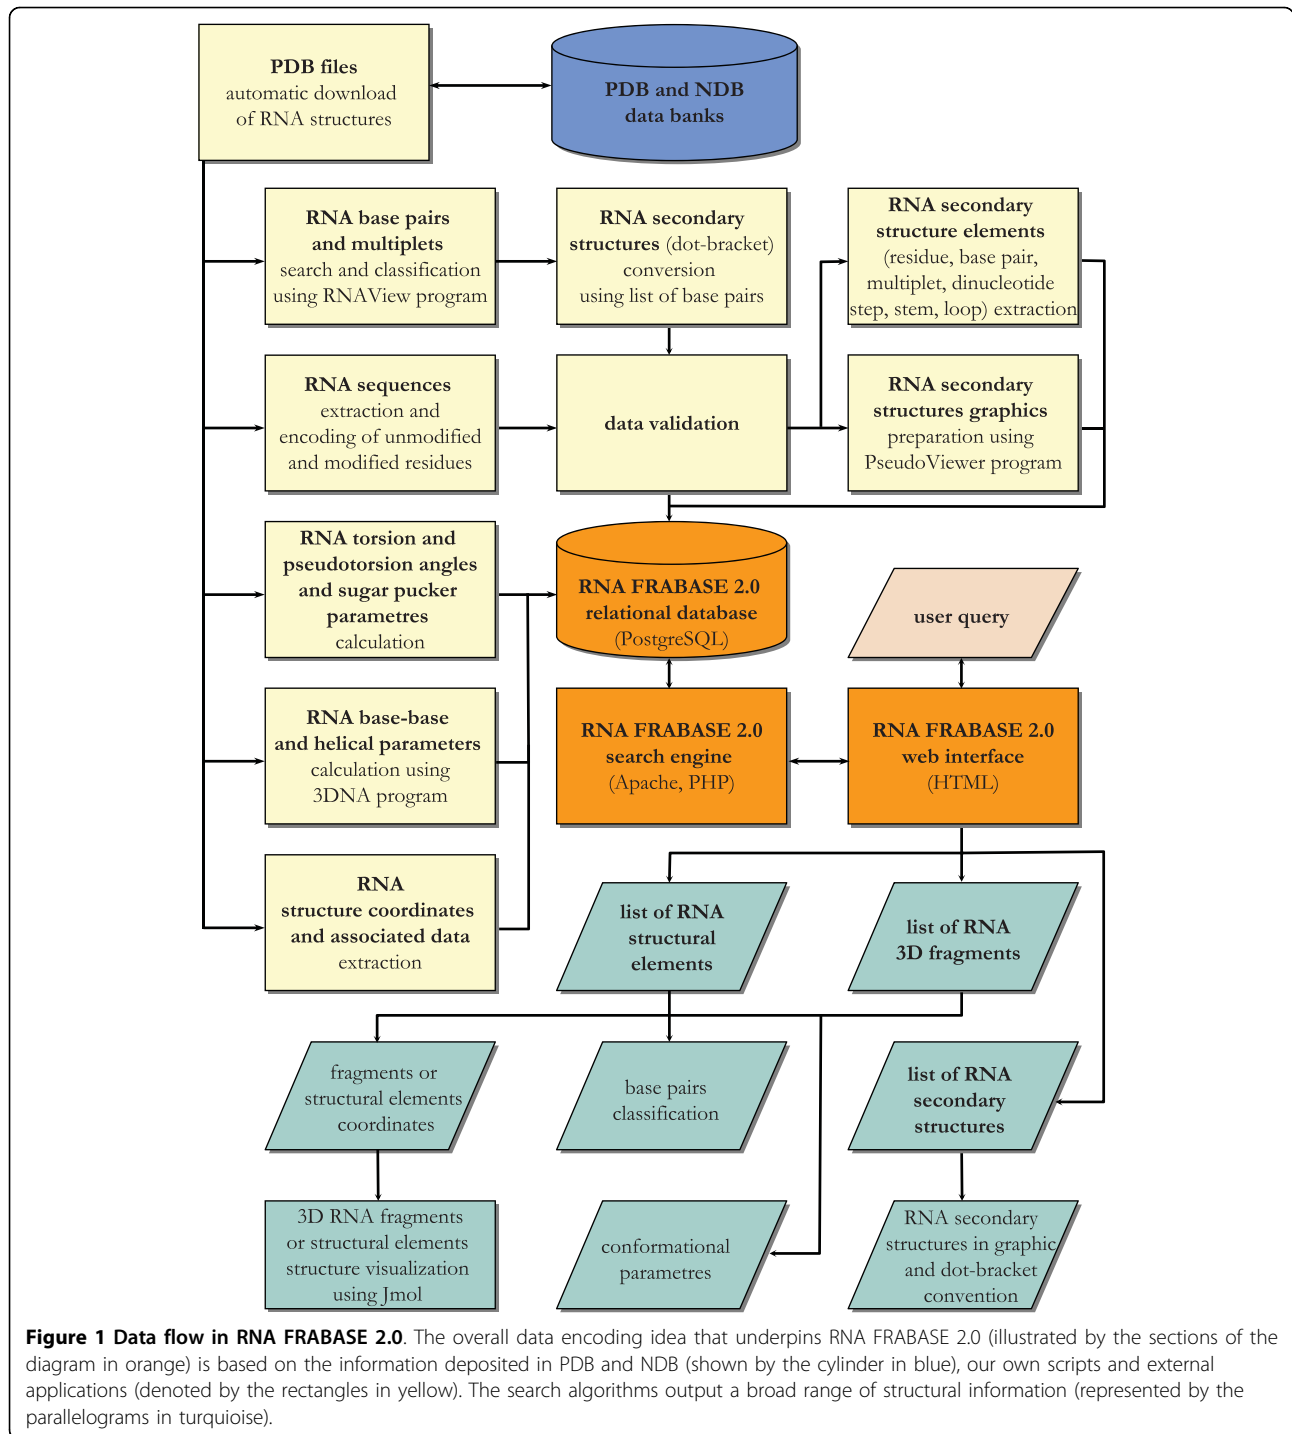 PDB files
automatic download
of RNA structures
PDB and NDB
data banks
RNA base pairs
and multiplets
search and classification
using RNAView program
RNA secondary
structures (dot-bracket)
conversion
using list of base pairs
RNA secondary
structure elements
(residue, base pair,
multiplet, dinucleotide
step, stem, loop) extraction
RNA sequences
extraction and
encoding of unmodified
and modified residues
data validation
RNA secondary
structures graphics
preparation using
PseudoViewer program
RNA torsion and
pseudotorsion angles
and sugar pucker
parametres
calculation
RNA FRABASE 2.0
relational database
(PostgreSQL)
user query
RNA base-base
and helical parameters
calculation using
3DNA program
RNA FRABASE 2.0
search engine
(Apache, PHP)
RNA FRABASE 2.0
web interface
(HTML)
RNA
structure coordinates
and associated data
extraction
list of RNA
structural
elements
list of RNA
3D fragments
fragments or
structural elements
coordinates
base pairs
classification
list of RNA
secondary
structures
3D RNA fragments
or structural elements
structure visualization
using Jmol
conformational
parametres
RNA secondary
structures in graphic
and dot-bracket
convention
Figure 1 Data flow in RNA FRABASE 2.0. The overall data encoding idea that underpins RNA FRABASE 2.0 (illustrated by the sections of the
diagram in orange) is based on the information deposited in PDB and NDB (shown by the cylinder in blue), our own scripts and external
applications (denoted by the rectangles in yellow). The search algorithms output a broad range of structural information (represented by the
parallelograms in turquioise).